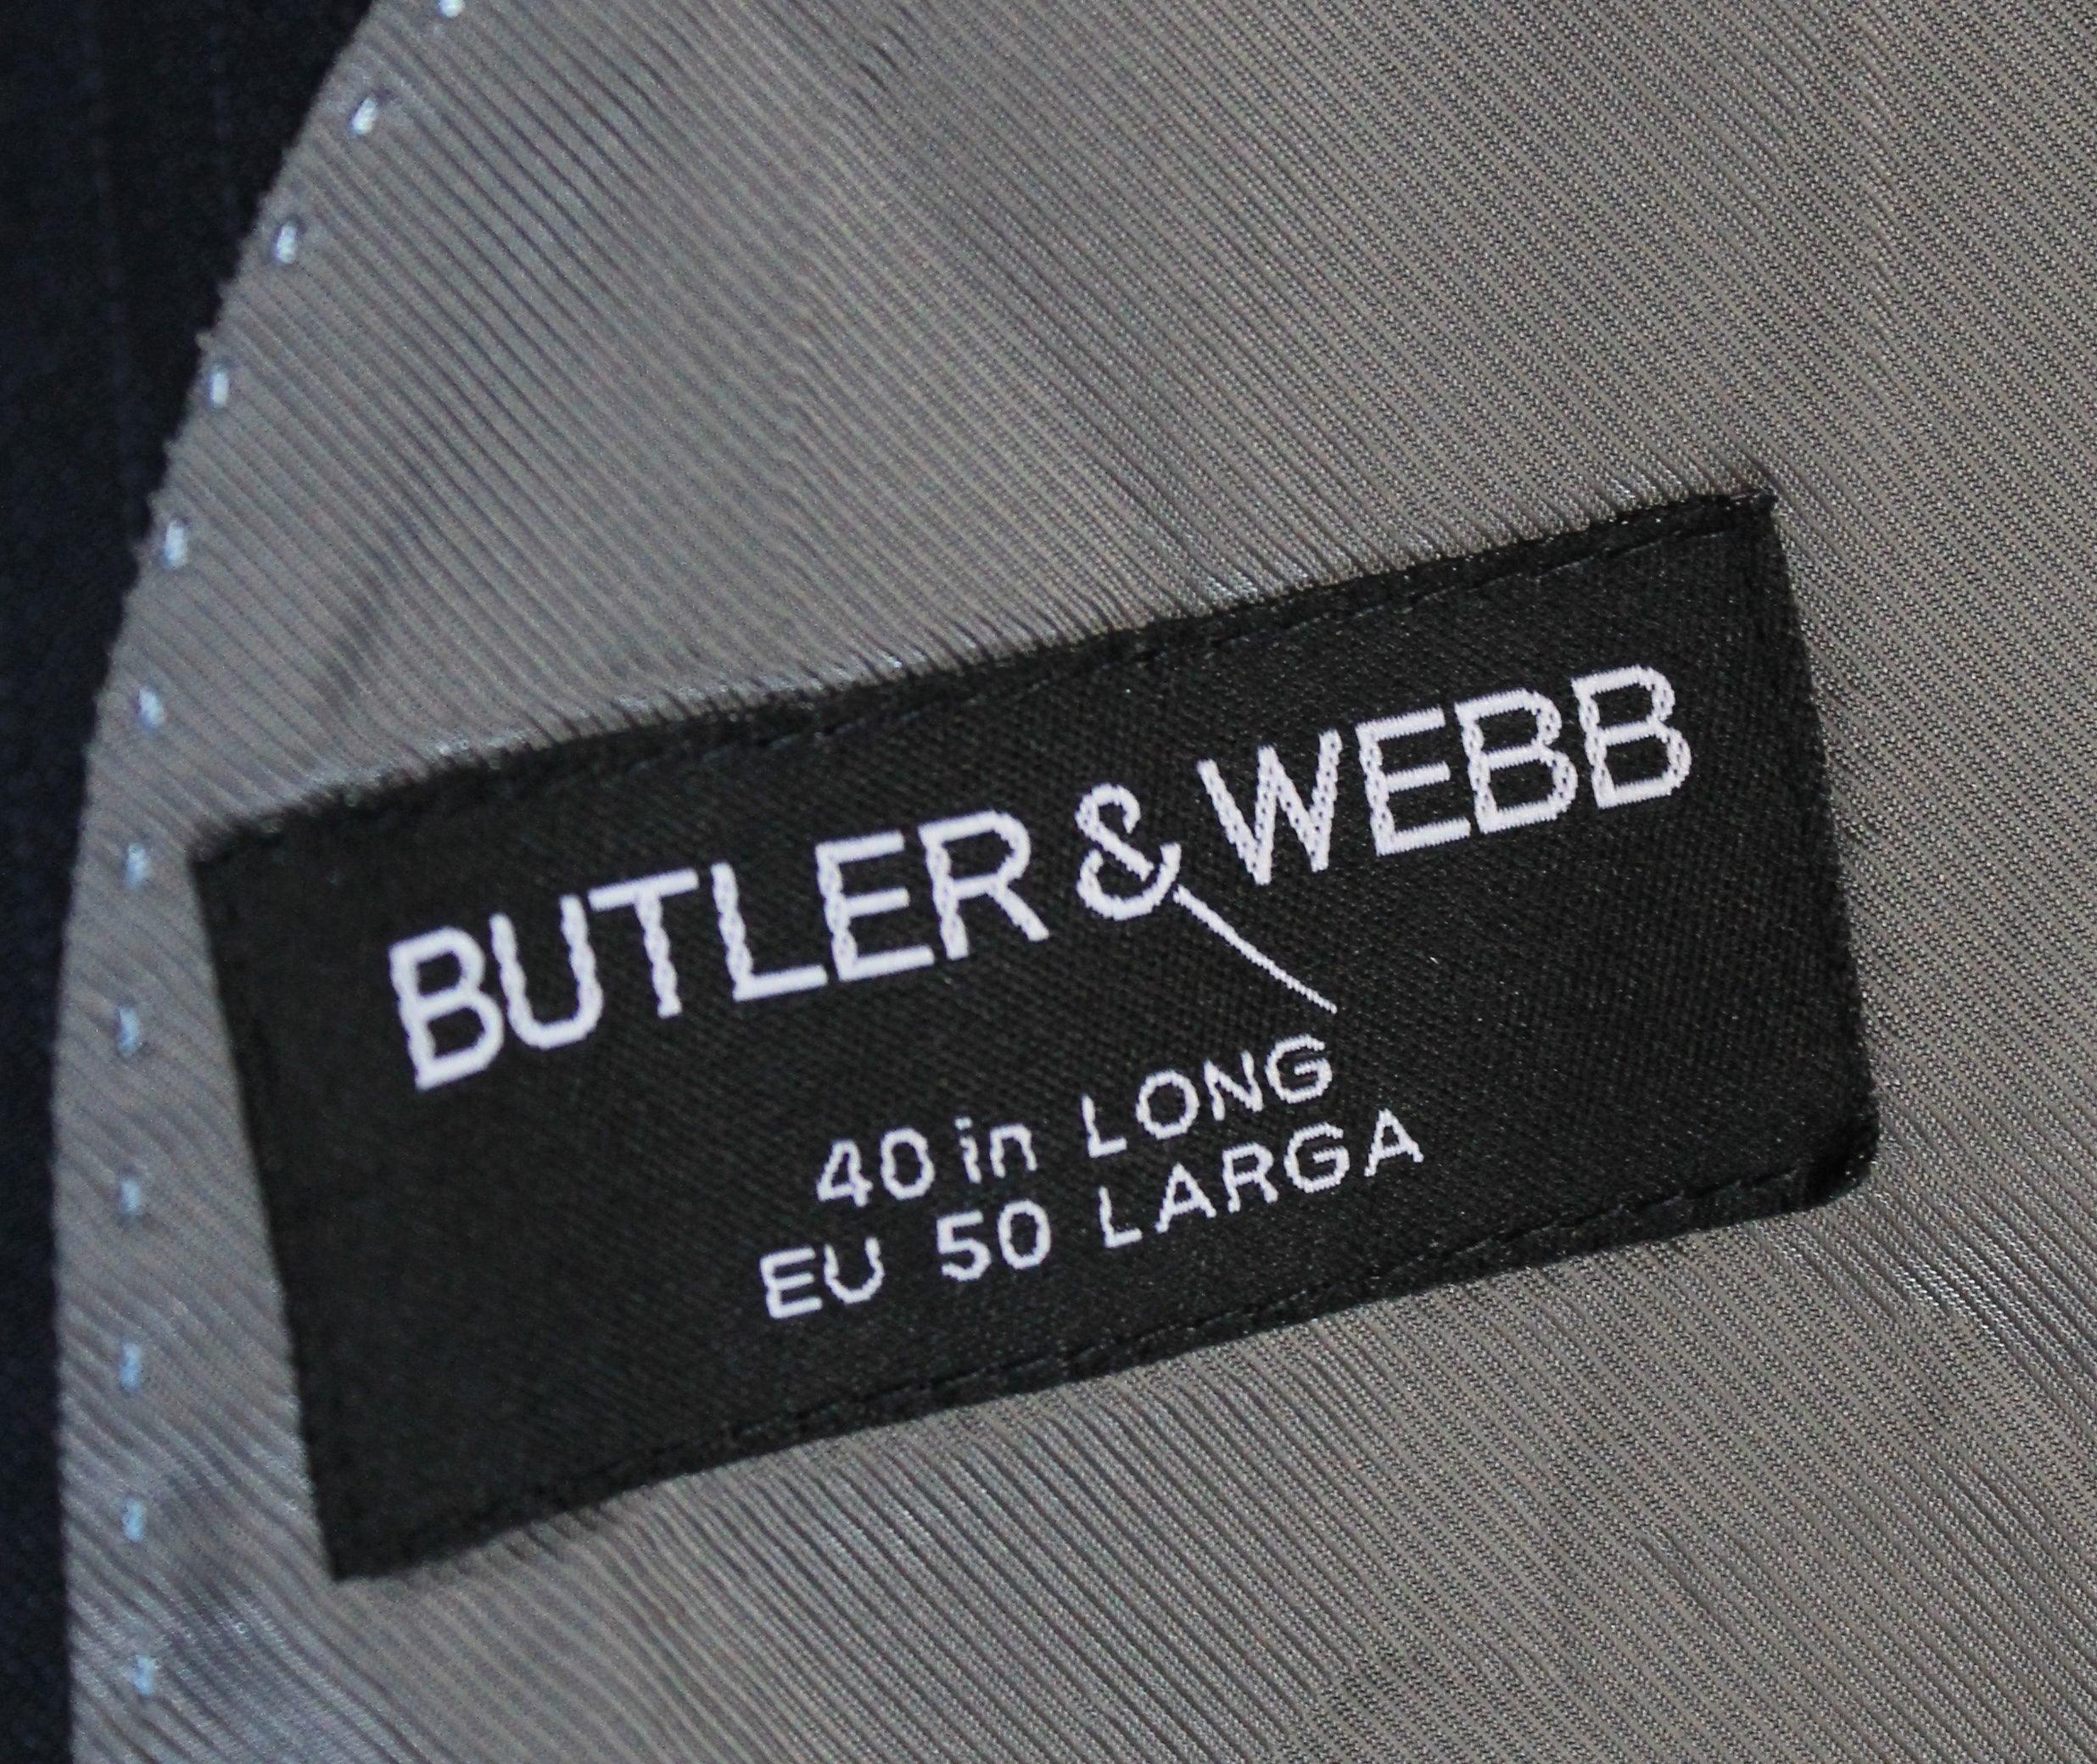 BUTLER & WEBB
40 in LONG
EU 50 LARGA